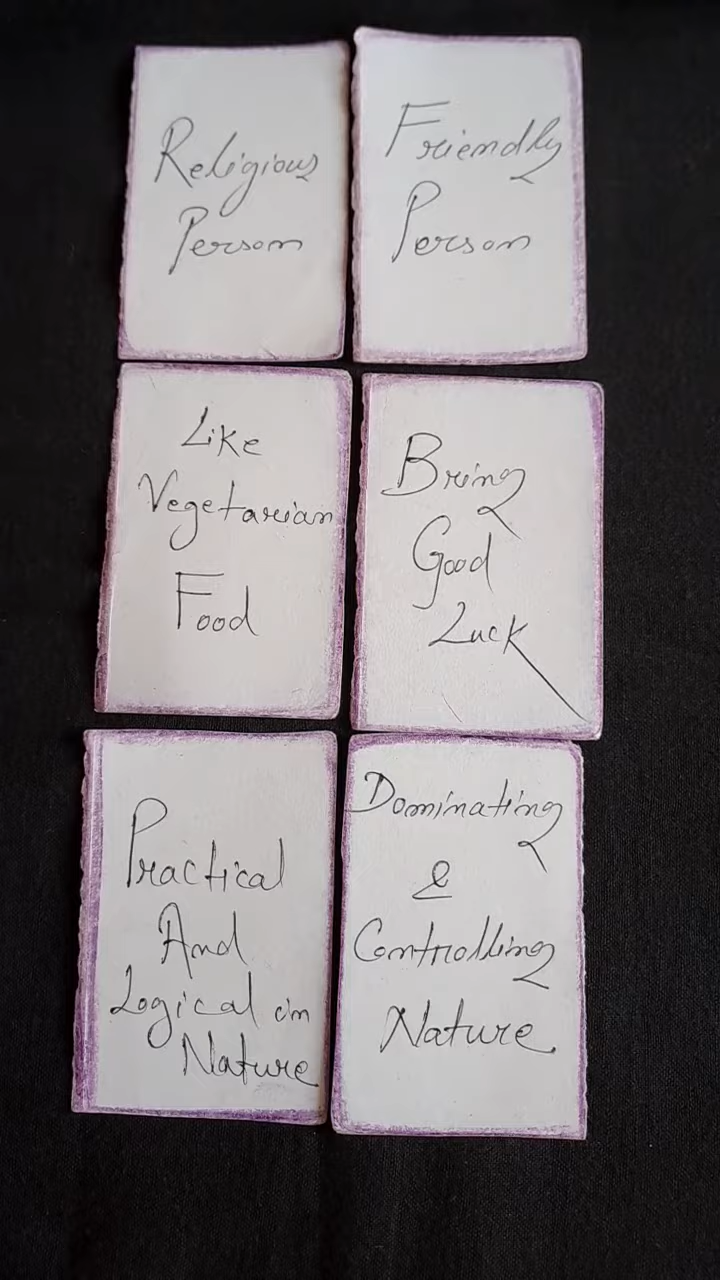 Religious
Person
Friendly
Person
Like
Vegetarian
Food
Bring
Good
Luck
Practical
And
Logical in
Nature
Dominating
&
Controlling
Nature